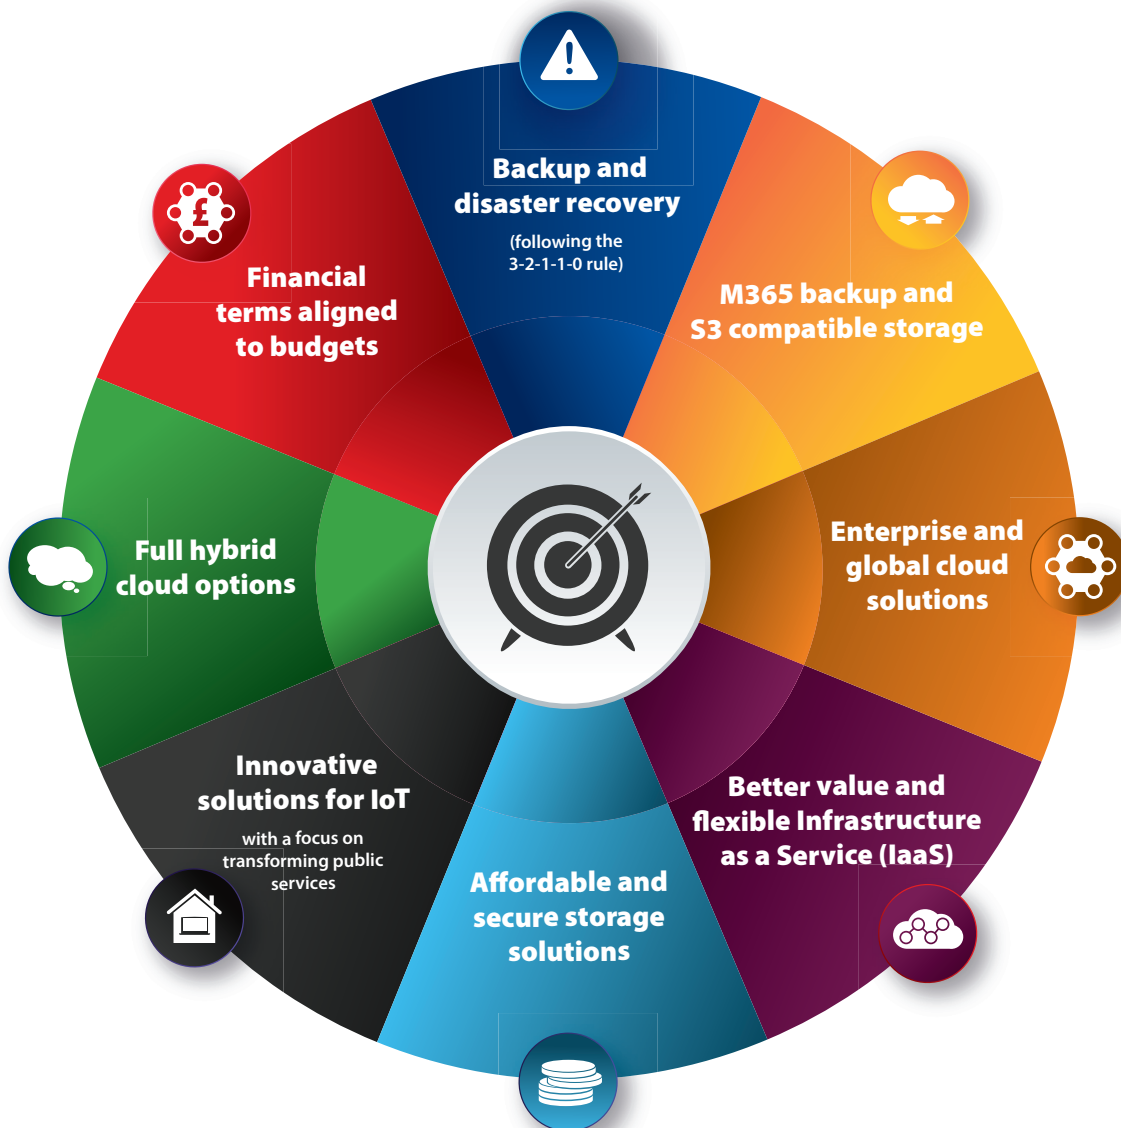 Backup and
disaster recovery
(following the
3-2-1-1-0 rule)
M365 backup and
S3 compatible storage
Enterprise and
global cloud
solutions
Better value and
flexible Infrastructure
as a Service (IaaS)
Affordable and
secure storage
solutions
Innovative
solutions for IoT
with a focus on
transforming public
services
Full hybrid
cloud options
Financial
terms aligned
to budgets
£